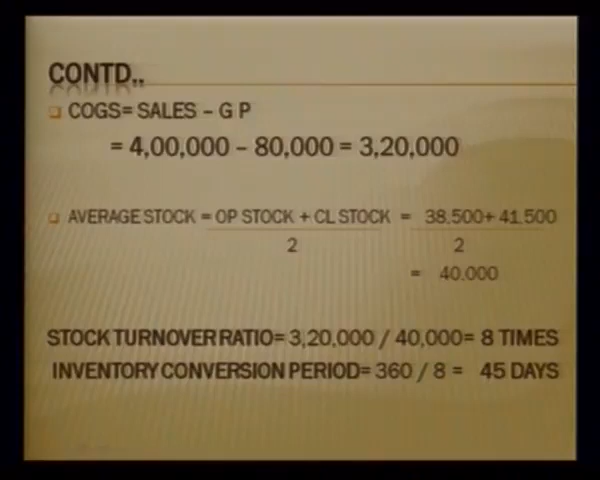 CONTD..
COGS= SALES – G P
= 4,00,000 – 80,000 = 3,20,000
AVERAGE STOCK = OP STOCK + CL STOCK = 38.500+ 41.500
2 2
= 40.000
STOCK TURNOVER RATIO= 3,20,000 / 40,000= 8 TIMES
INVENTORY CONVERSION PERIOD= 360 / 8 = 45 DAYS